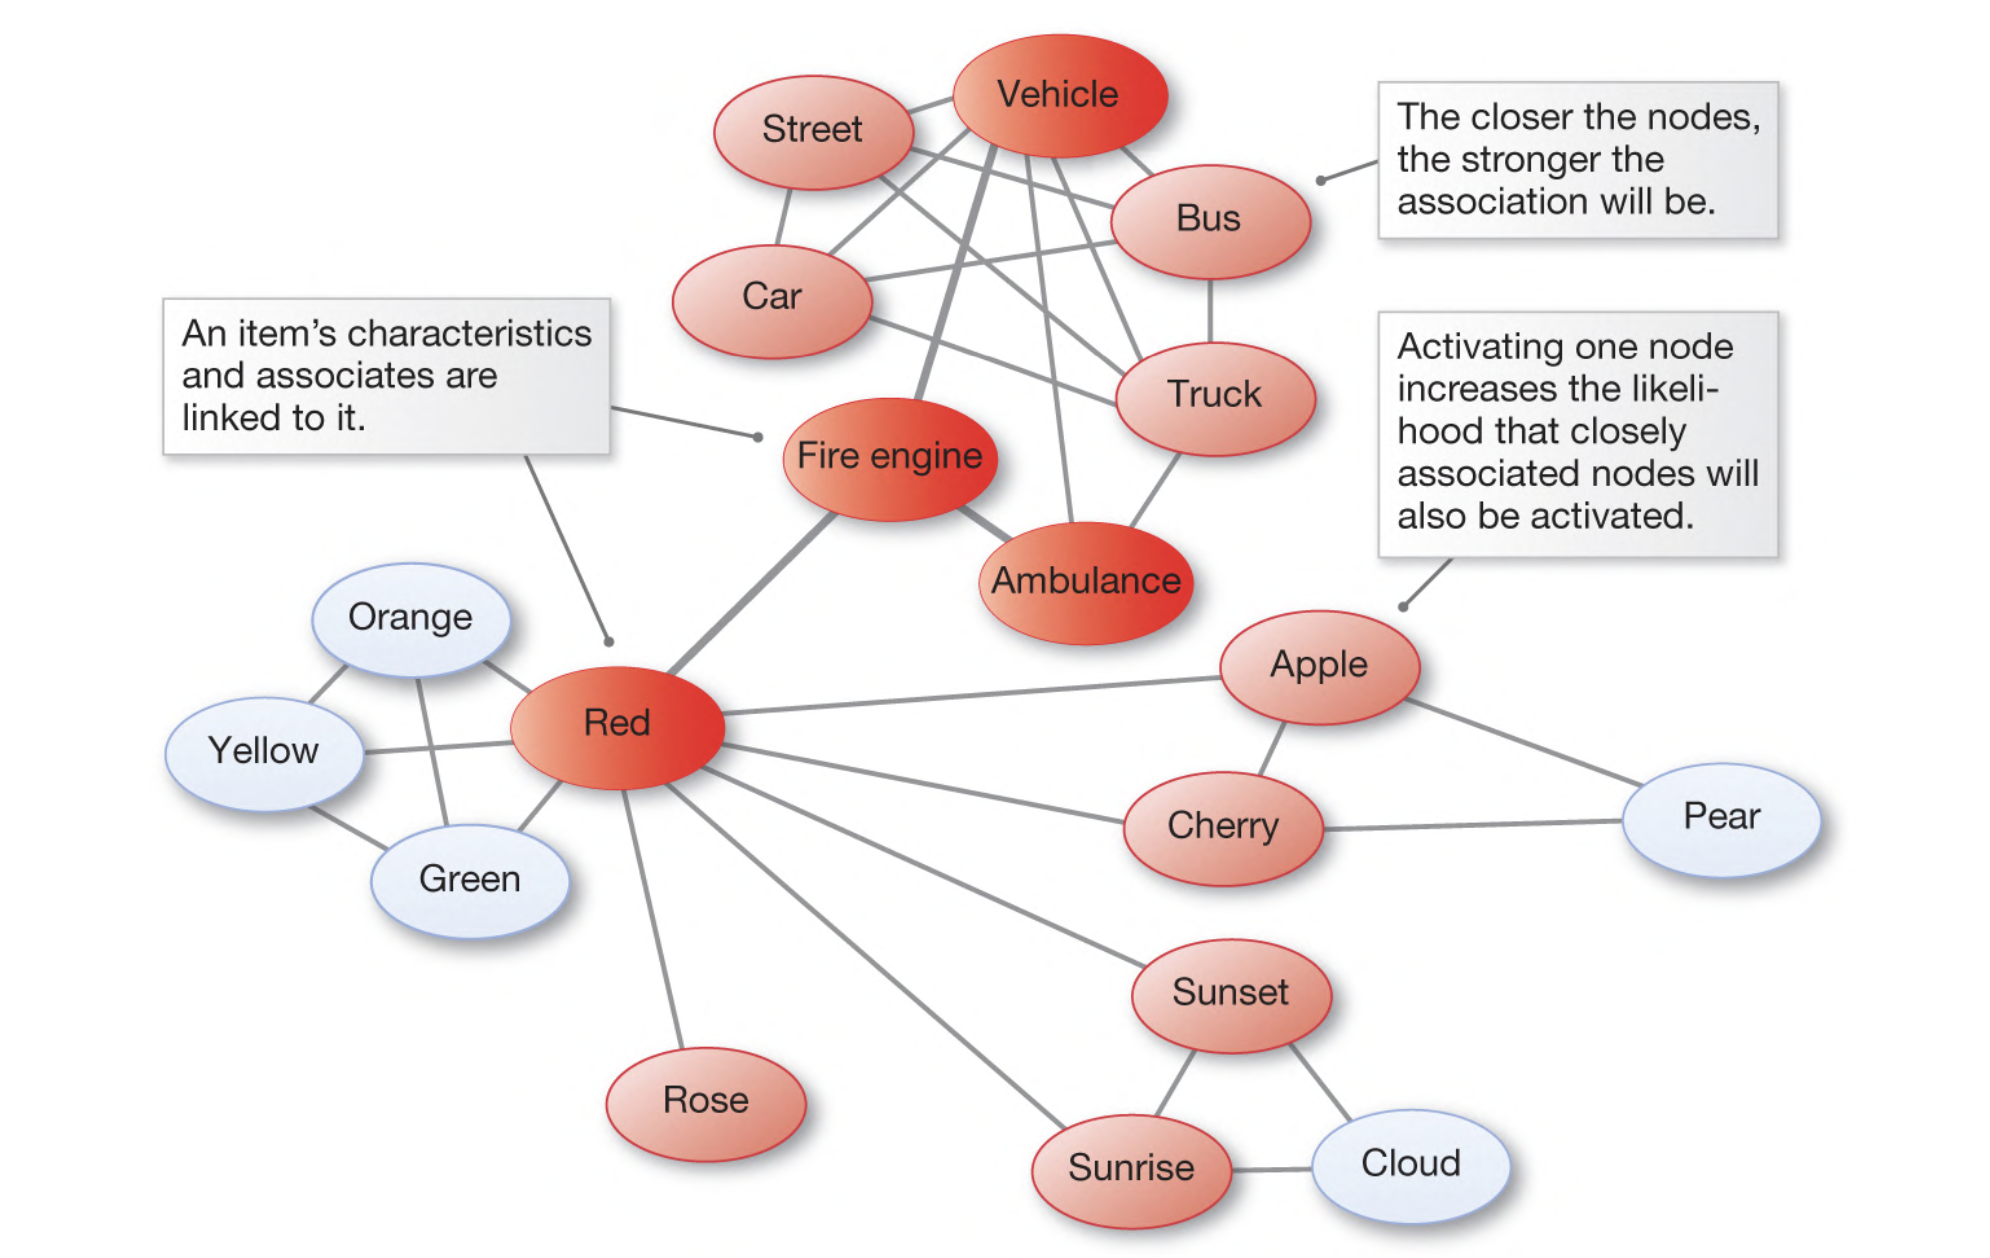 Vehicle
Street
The closer the nodes,
the stronger the
association will be.
Bus
Car
An item’s characteristics
and associates are
linked to it.
Activating one node
increases the likeli-
hood that closely
associated nodes will
also be activated.
Truck
Fire engine
Ambulance
Orange
Apple
Red
Yellow
Cherry
Pear
Green
Sunset
Rose
Sunrise
Cloud